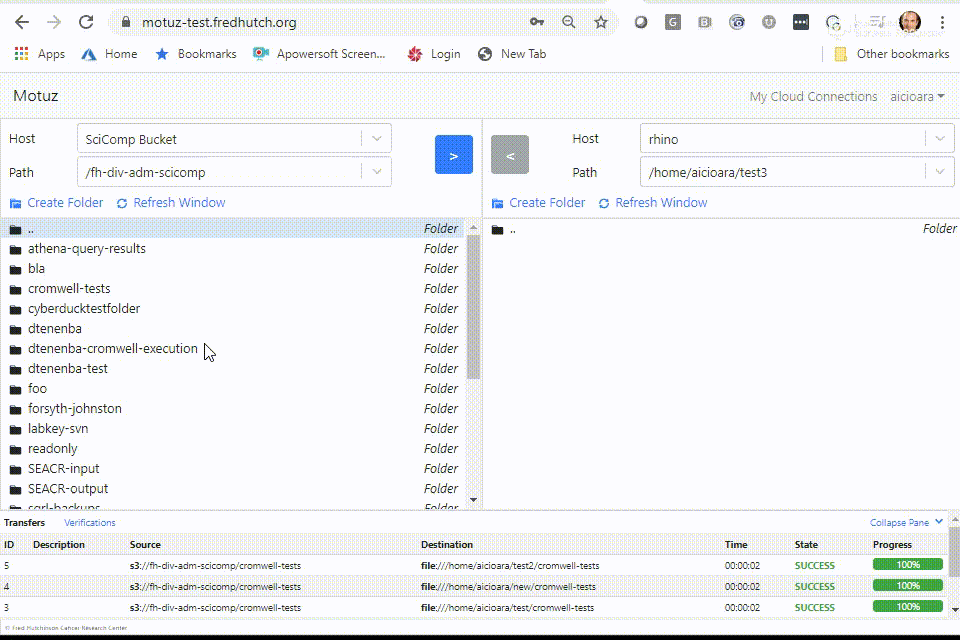 motuz-test.fredhutch.org
Apps Home Bookmarks Apowersoft Screen... Login New Tab Other bookmarks
Motuz My Cloud Connections aicioara
Host SciComp Bucket > < Host rhino
Path /fh-div-adm-scicomp Path /home/aicioara/test3
Create Folder Refresh Window Create Folder Refresh Window
.. Folder .. Folder
athena-query-results Folder
bla Folder
cromwell-tests Folder
cyberducktestfolder Folder
dtenenba Folder
dtenenba-cromwell-execution Folder
dtenenba-test Folder
foo Folder
forsyth-johnston Folder
labkey-svn Folder
readonly Folder
SEACR-input Folder
SEACR-output Folder
sqrl-backups Folder
Transfers Verifications Collapse Pane
ID Description Source Destination Time State Progress
5 s3://fh-div-adm-scicomp/cromwell-tests file:///home/aicioara/test2/cromwell-tests 00:00:02 SUCCESS 100%
4 s3://fh-div-adm-scicomp/cromwell-tests file:///home/aicioara/new/cromwell-tests 00:00:02 SUCCESS 100%
3 s3://fh-div-adm-scicomp/cromwell-tests file:///home/aicioara/test/cromwell-tests 00:00:02 SUCCESS 100%
© Fred Hutchinson Cancer Research Center